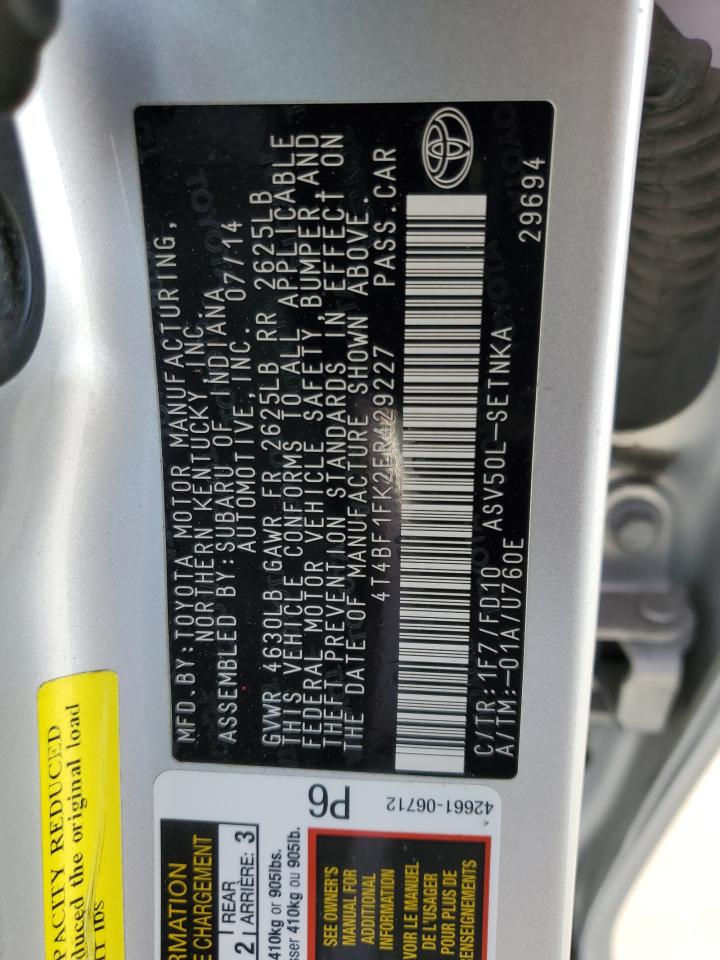 MFD.BY:TOYOTA MOTOR MANUFACTURING,
NORTHERN KENTUCKY,INC.
ASSEMBLED BY:SUBARU OF INDIANA
AUTOMOTIVE,INC. 07/14
GVWR 4630LB GAWR FR 2625LB RR 2625LB
THIS VEHICLE CONFORMS TO ALL APPLICABLE
FEDERAL MOTOR VEHICLE SAFETY,BUMPER,AND
THEFT PREVENTION STANDARDS IN EFFECT ON
THE DATE OF MANUFACTURE SHOWN ABOVE.
4T4BF1FK2ER429227 PASS.CAR
C/TR:1F7/FD10 ASV50L-SETNKA
A/TM:-01A/U760E
29694
PACITY REDUCED
duced the original load
IT IDS
P6
42661-06712
RMATION
E CHARGEMENT
2 REAR
ARRIÈRE: 3
410kg or 905lbs.
sser 410kg ou 905lb.
SEE OWNER'S
MANUAL FOR
ADDITIONAL
INFORMATION
VOIR LE MANUEL
DE L'USAGER
POUR PLUS DE
RENSEIGNEMENTS